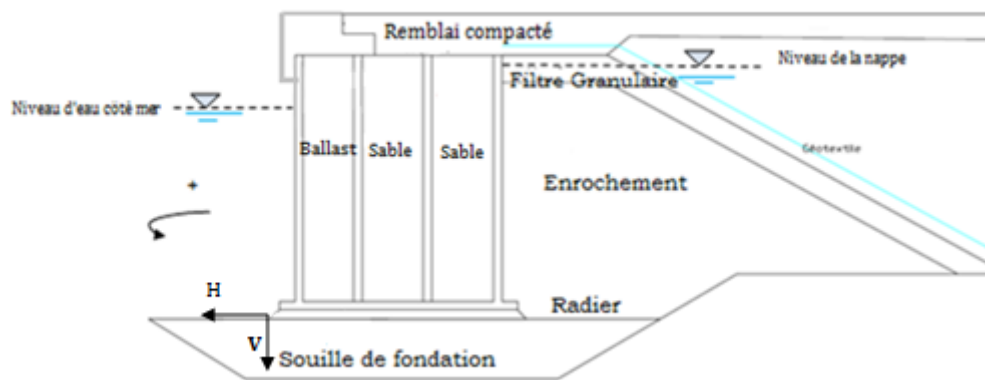 Remblai compacté
Niveau de la nappe
Filtre Granulaire
Niveau d'eau côté mer
Ballast
Sable
Sable
Géotextile
Enrochement
+
H
Radier
V
Souille de fondation